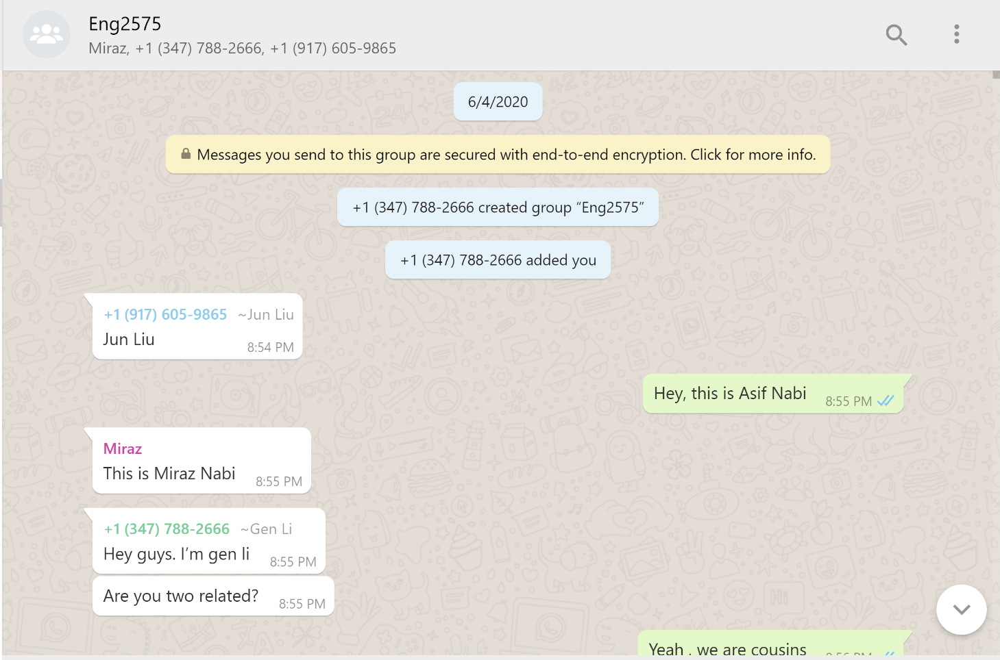 Eng2575
Miraz, +1 (347) 788-2666, +1 (917) 605-9865
6/4/2020
Messages you send to this group are secured with end-to-end encryption. Click for more info.
+1 (347) 788-2666 created group “Eng2575”
+1 (347) 788-2666 added you
+1 (917) 605-9865 ~Jun Liu
Jun Liu
8:54 PM
Hey, this is Asif Nabi
8:55 PM
Miraz
This is Miraz Nabi
8:55 PM
+1 (347) 788-2666 ~Gen Li
Hey guys. I’m gen li
8:55 PM
Are you two related?
8:55 PM
Yeah , we are cousins
8:56 PM